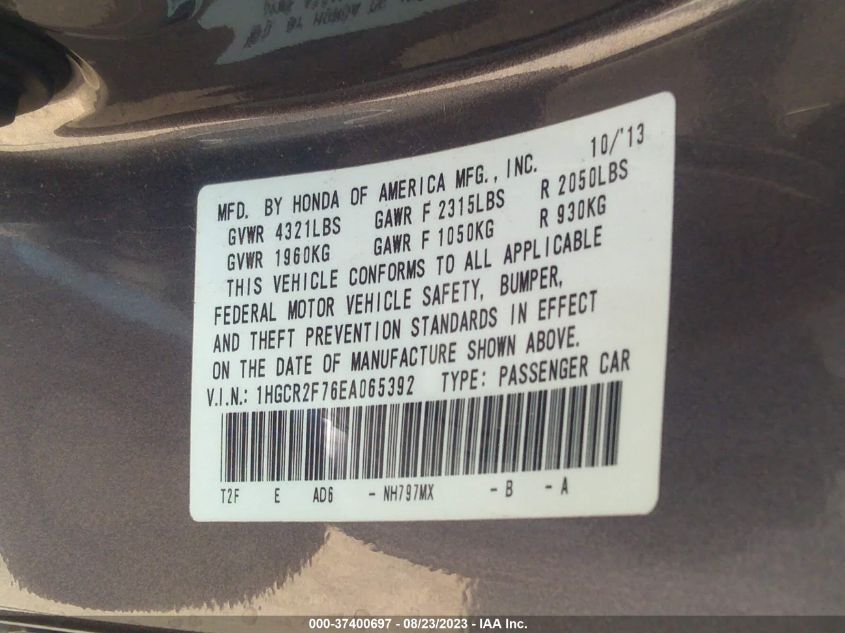 MFD. BY HONDA OF AMERICA MFG., INC. 10/'13
GVWR 4321LBS GAWR F 2315LBS R 2050LBS
GVWR 1960KG GAWR F 1050KG R 930KG
THIS VEHICLE CONFORMS TO ALL APPLICABLE
FEDERAL MOTOR VEHICLE SAFETY, BUMPER,
AND THEFT PREVENTION STANDARDS IN EFFECT
ON THE DATE OF MANUFACTURE SHOWN ABOVE.
V.I.N.: 1HGCR2F76EA065392 TYPE: PASSENGER CAR
T2F E AD6 - NH797MX - B - A
000-37400697 - 08/23/2023 - IAA Inc.